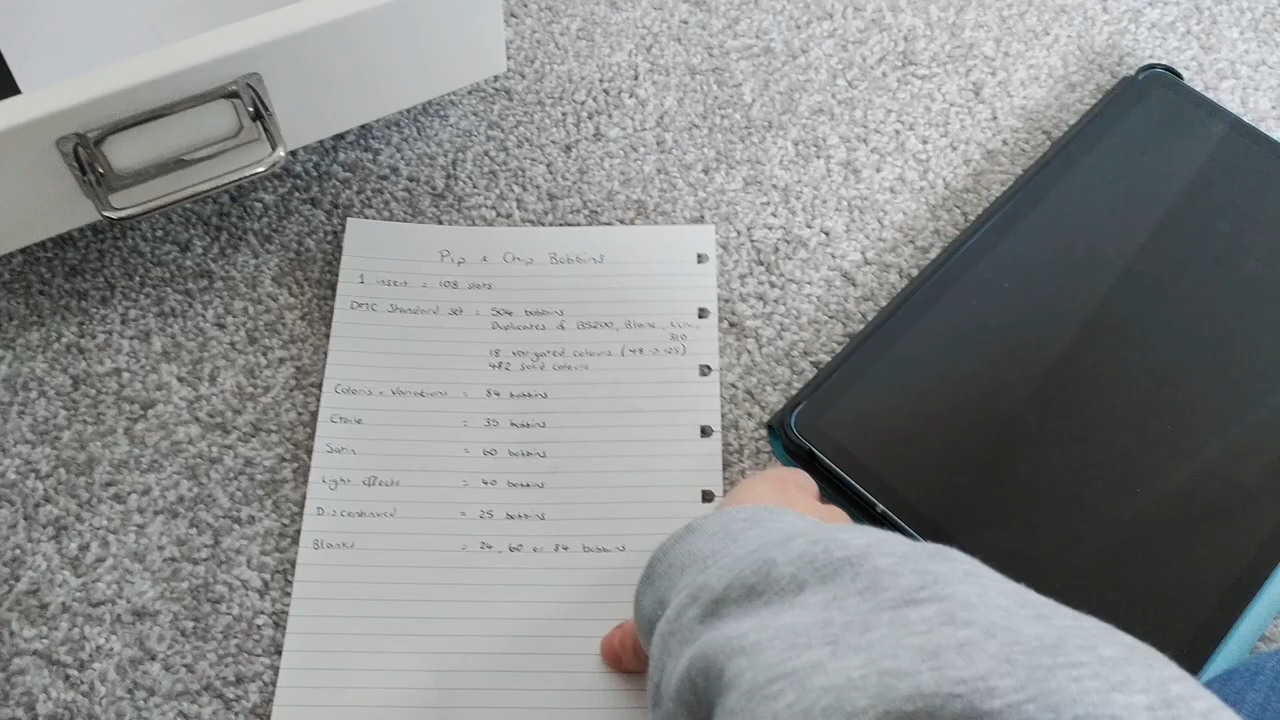 Pip & Chip Bobbins
1 insert = 108 slots
DMC Standard set = 504 bobbins
Duplicates of B5200, Blanc, Ecru,
310
18 varigated colours (48 -> 125)
482 solid colours
Coloris + Variations = 84 bobbins
Etoile = 35 bobbins
Satin = 60 bobbins
Light effects = 40 bobbins
Discontinued = 25 bobbins
Blanks = 24, 60 or 84 bobbins